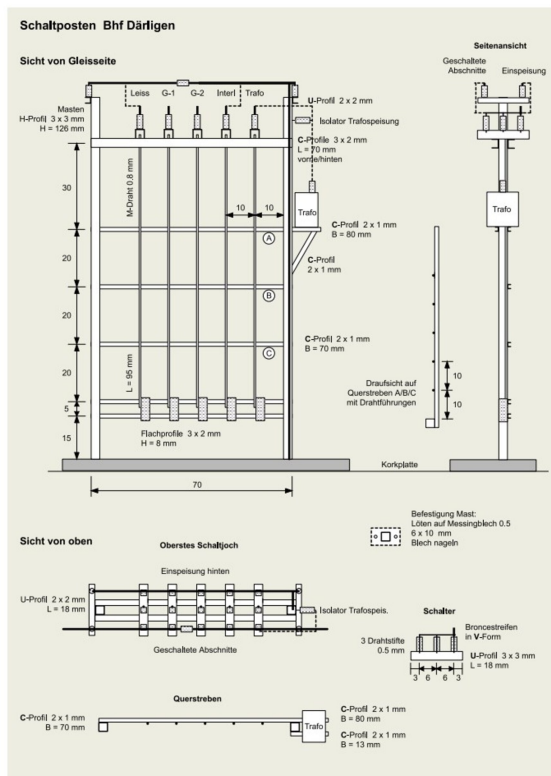 Schaltposten Bhf Därligen
Sicht von Gleisseite
Seitenansicht
Geschaltete
Abschnitte
Einspeisung
Leiss G-1 G-2 Interl Trafo
Masten
H-Profil 3 x 3 mm
H = 126 mm
U-Profil 2 x 2 mm
Isolator Trafospeisung
C-Profile 3 x 2 mm
L = 70 mm
vorne/hinten
M-Draht 0.8 mm
30
10 10
Trafo
Trafo
C-Profil 2 x 1 mm
B = 80 mm
A
C-Profil
2 x 1 mm
20
B
20
C-Profil 2 x 1 mm
B = 70 mm
C
L = 95 mm
20
10
10
Draufsicht auf
Querstreben A/B/C
mit Drahtführungen
5
15
Flachprofile 3 x 2 mm
H = 8 mm
Korkplatte
70
Befestigung Mast:
Löten auf Messingblech 0.5
6 x 10 mm
Blech nageln
Sicht von oben
Oberstes Schaltjoch
Einspeisung hinten
U-Profil 2 x 2 mm
L = 18 mm
Isolator Trafospeis.
Geschaltete Abschnitte
Schalter
Broncestreifen
in V-Form
3 Drahtstifte
0.5 mm
U-Profil 3 x 3 mm
L = 18 mm
3 6 6 3
Querstreben
C-Profil 2 x 1 mm
B = 70 mm
Trafo
C-Profil 2 x 1 mm
B = 80 mm
C-Profil 2 x 1 mm
B = 13 mm